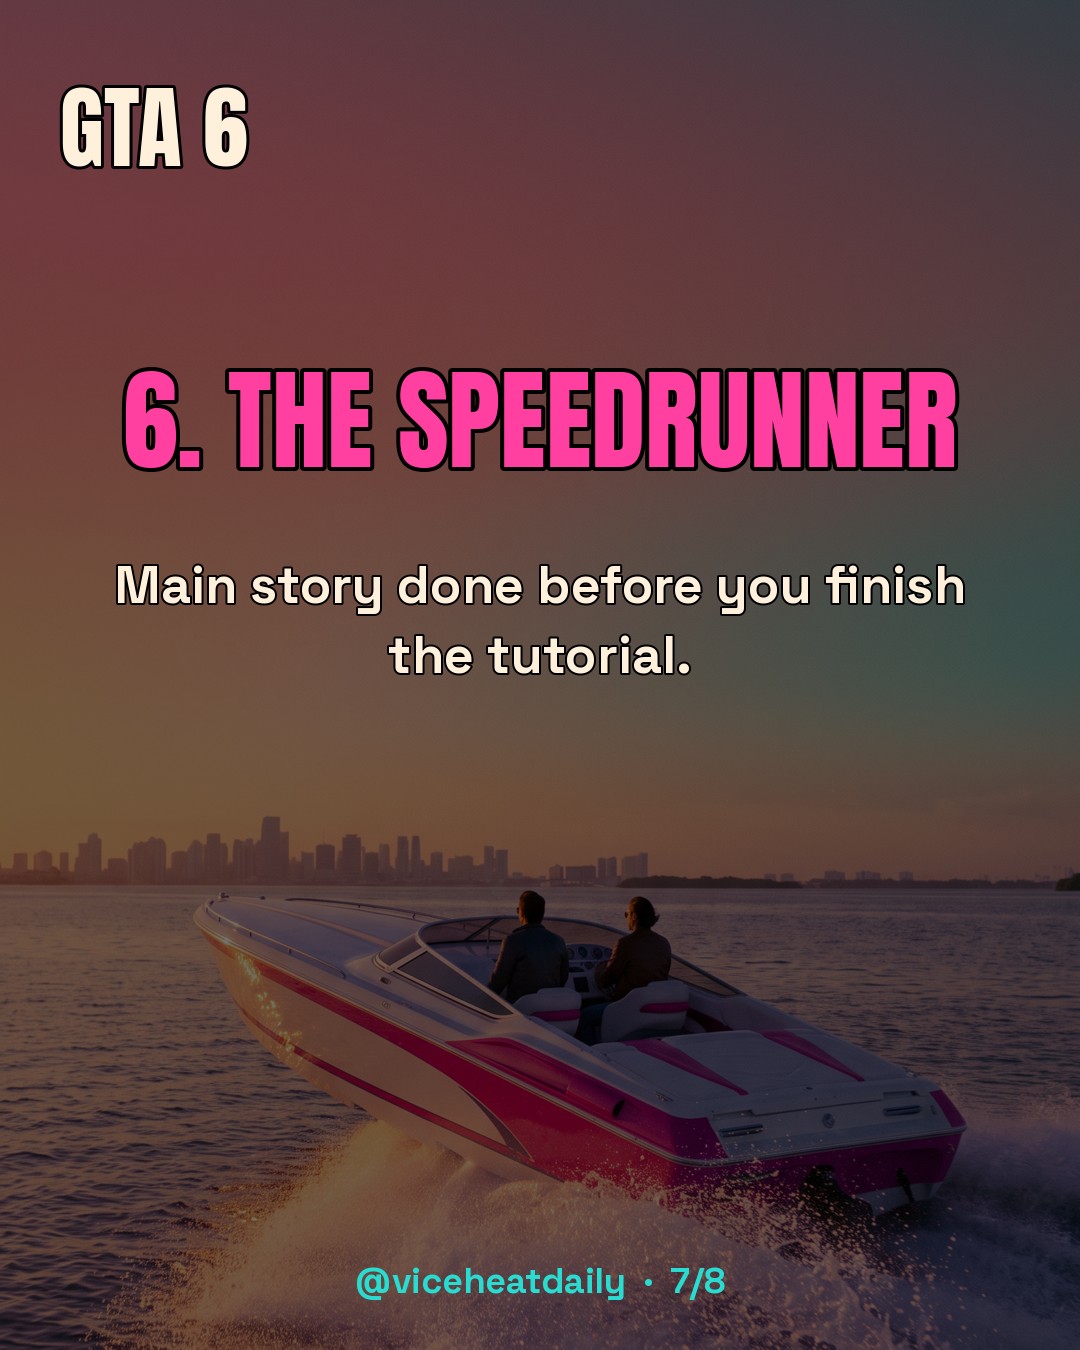 GTA 6
6. THE SPEEDRUNNER
Main story done before you finish
the tutorial.
@viceheatdaily · 7/8